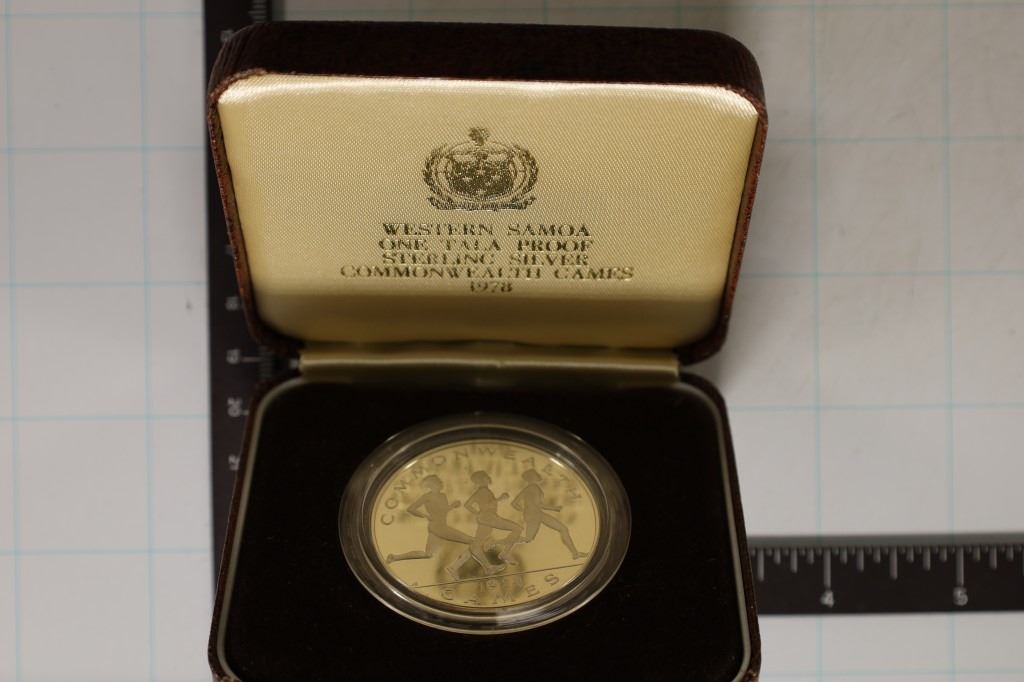 WESTERN SAMOA
ONE TALA PROOF
STERLING SILVER
COMMONWEALTH GAMES
1978
COMMONWEALTH
GAMES
4
5